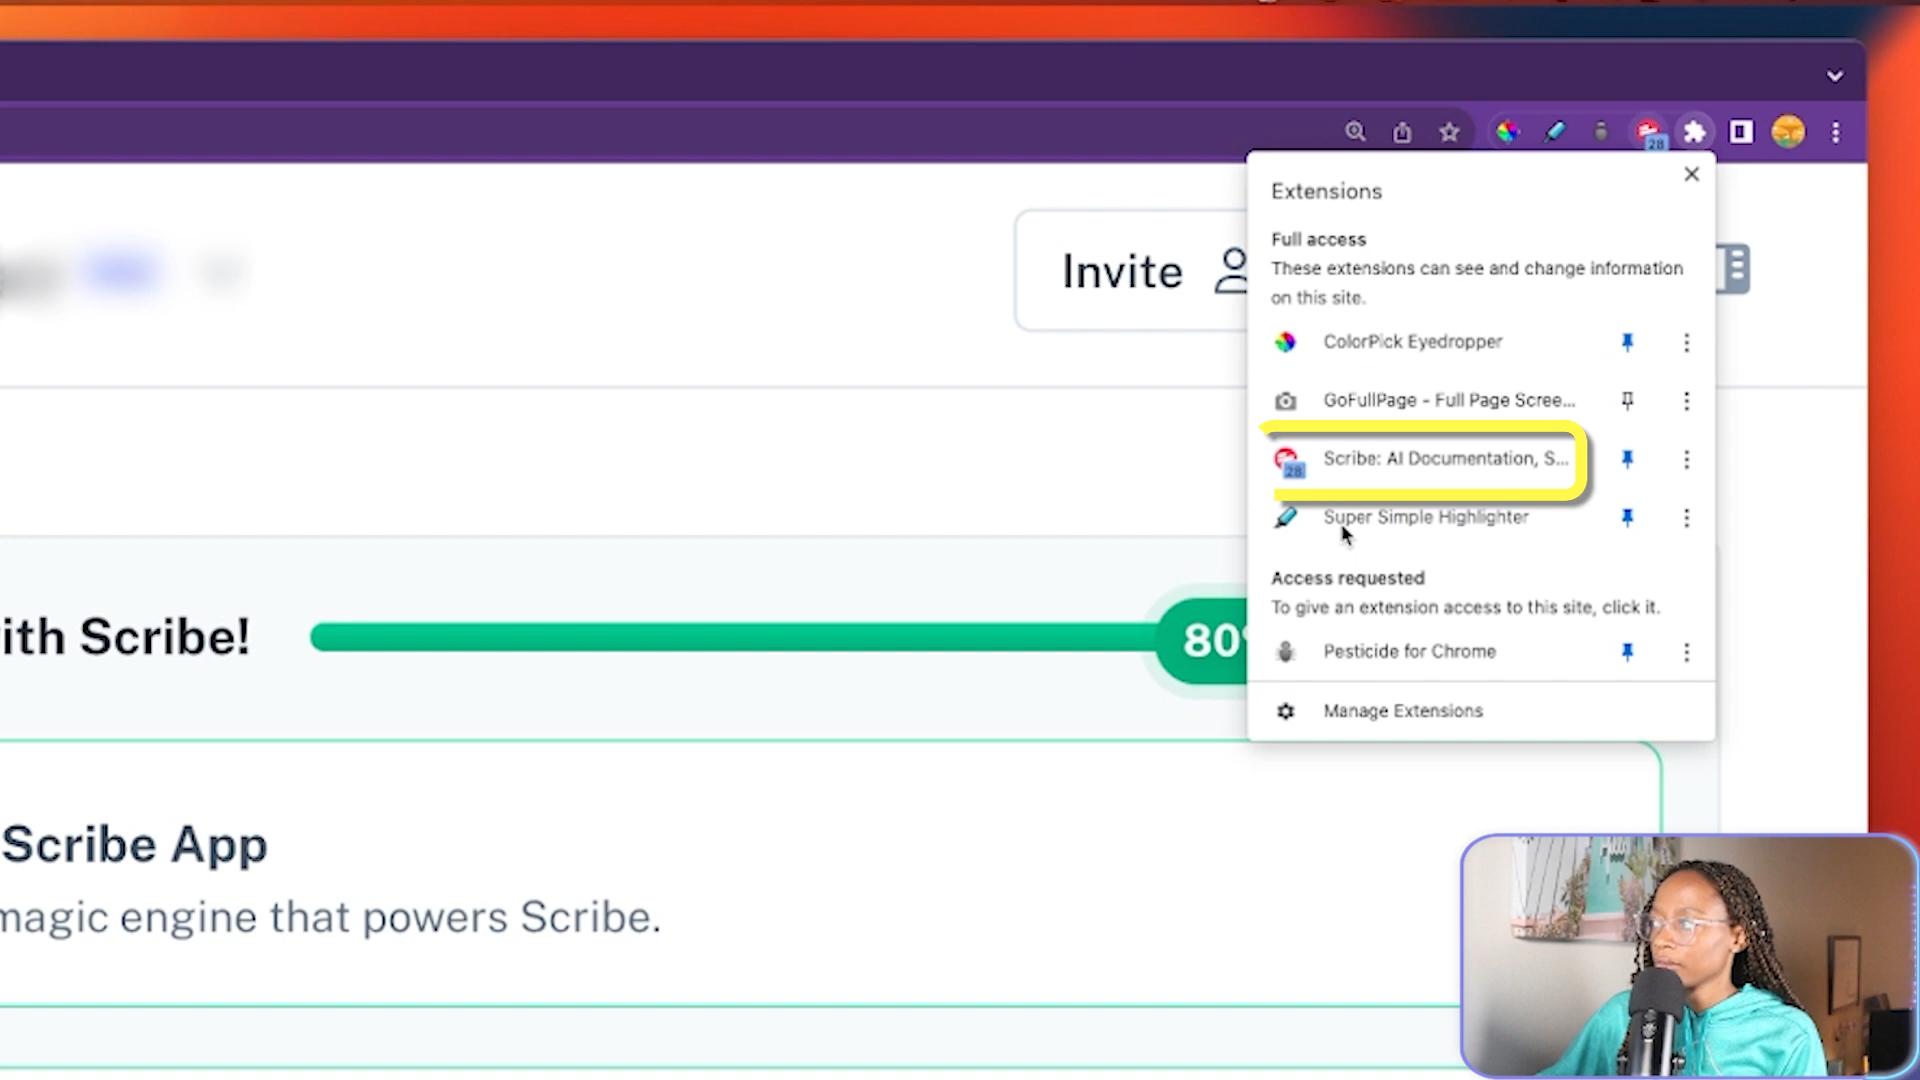 28
Extensions
Full access
These extensions can see and change information
on this site.
Invite
ColorPick Eyedropper
GoFullPage - Full Page Scree...
Scribe: AI Documentation, S...
28
Super Simple Highlighter
Access requested
To give an extension access to this site, click it.
ith Scribe!
80
Pesticide for Chrome
Manage Extensions
Scribe App
magic engine that powers Scribe.